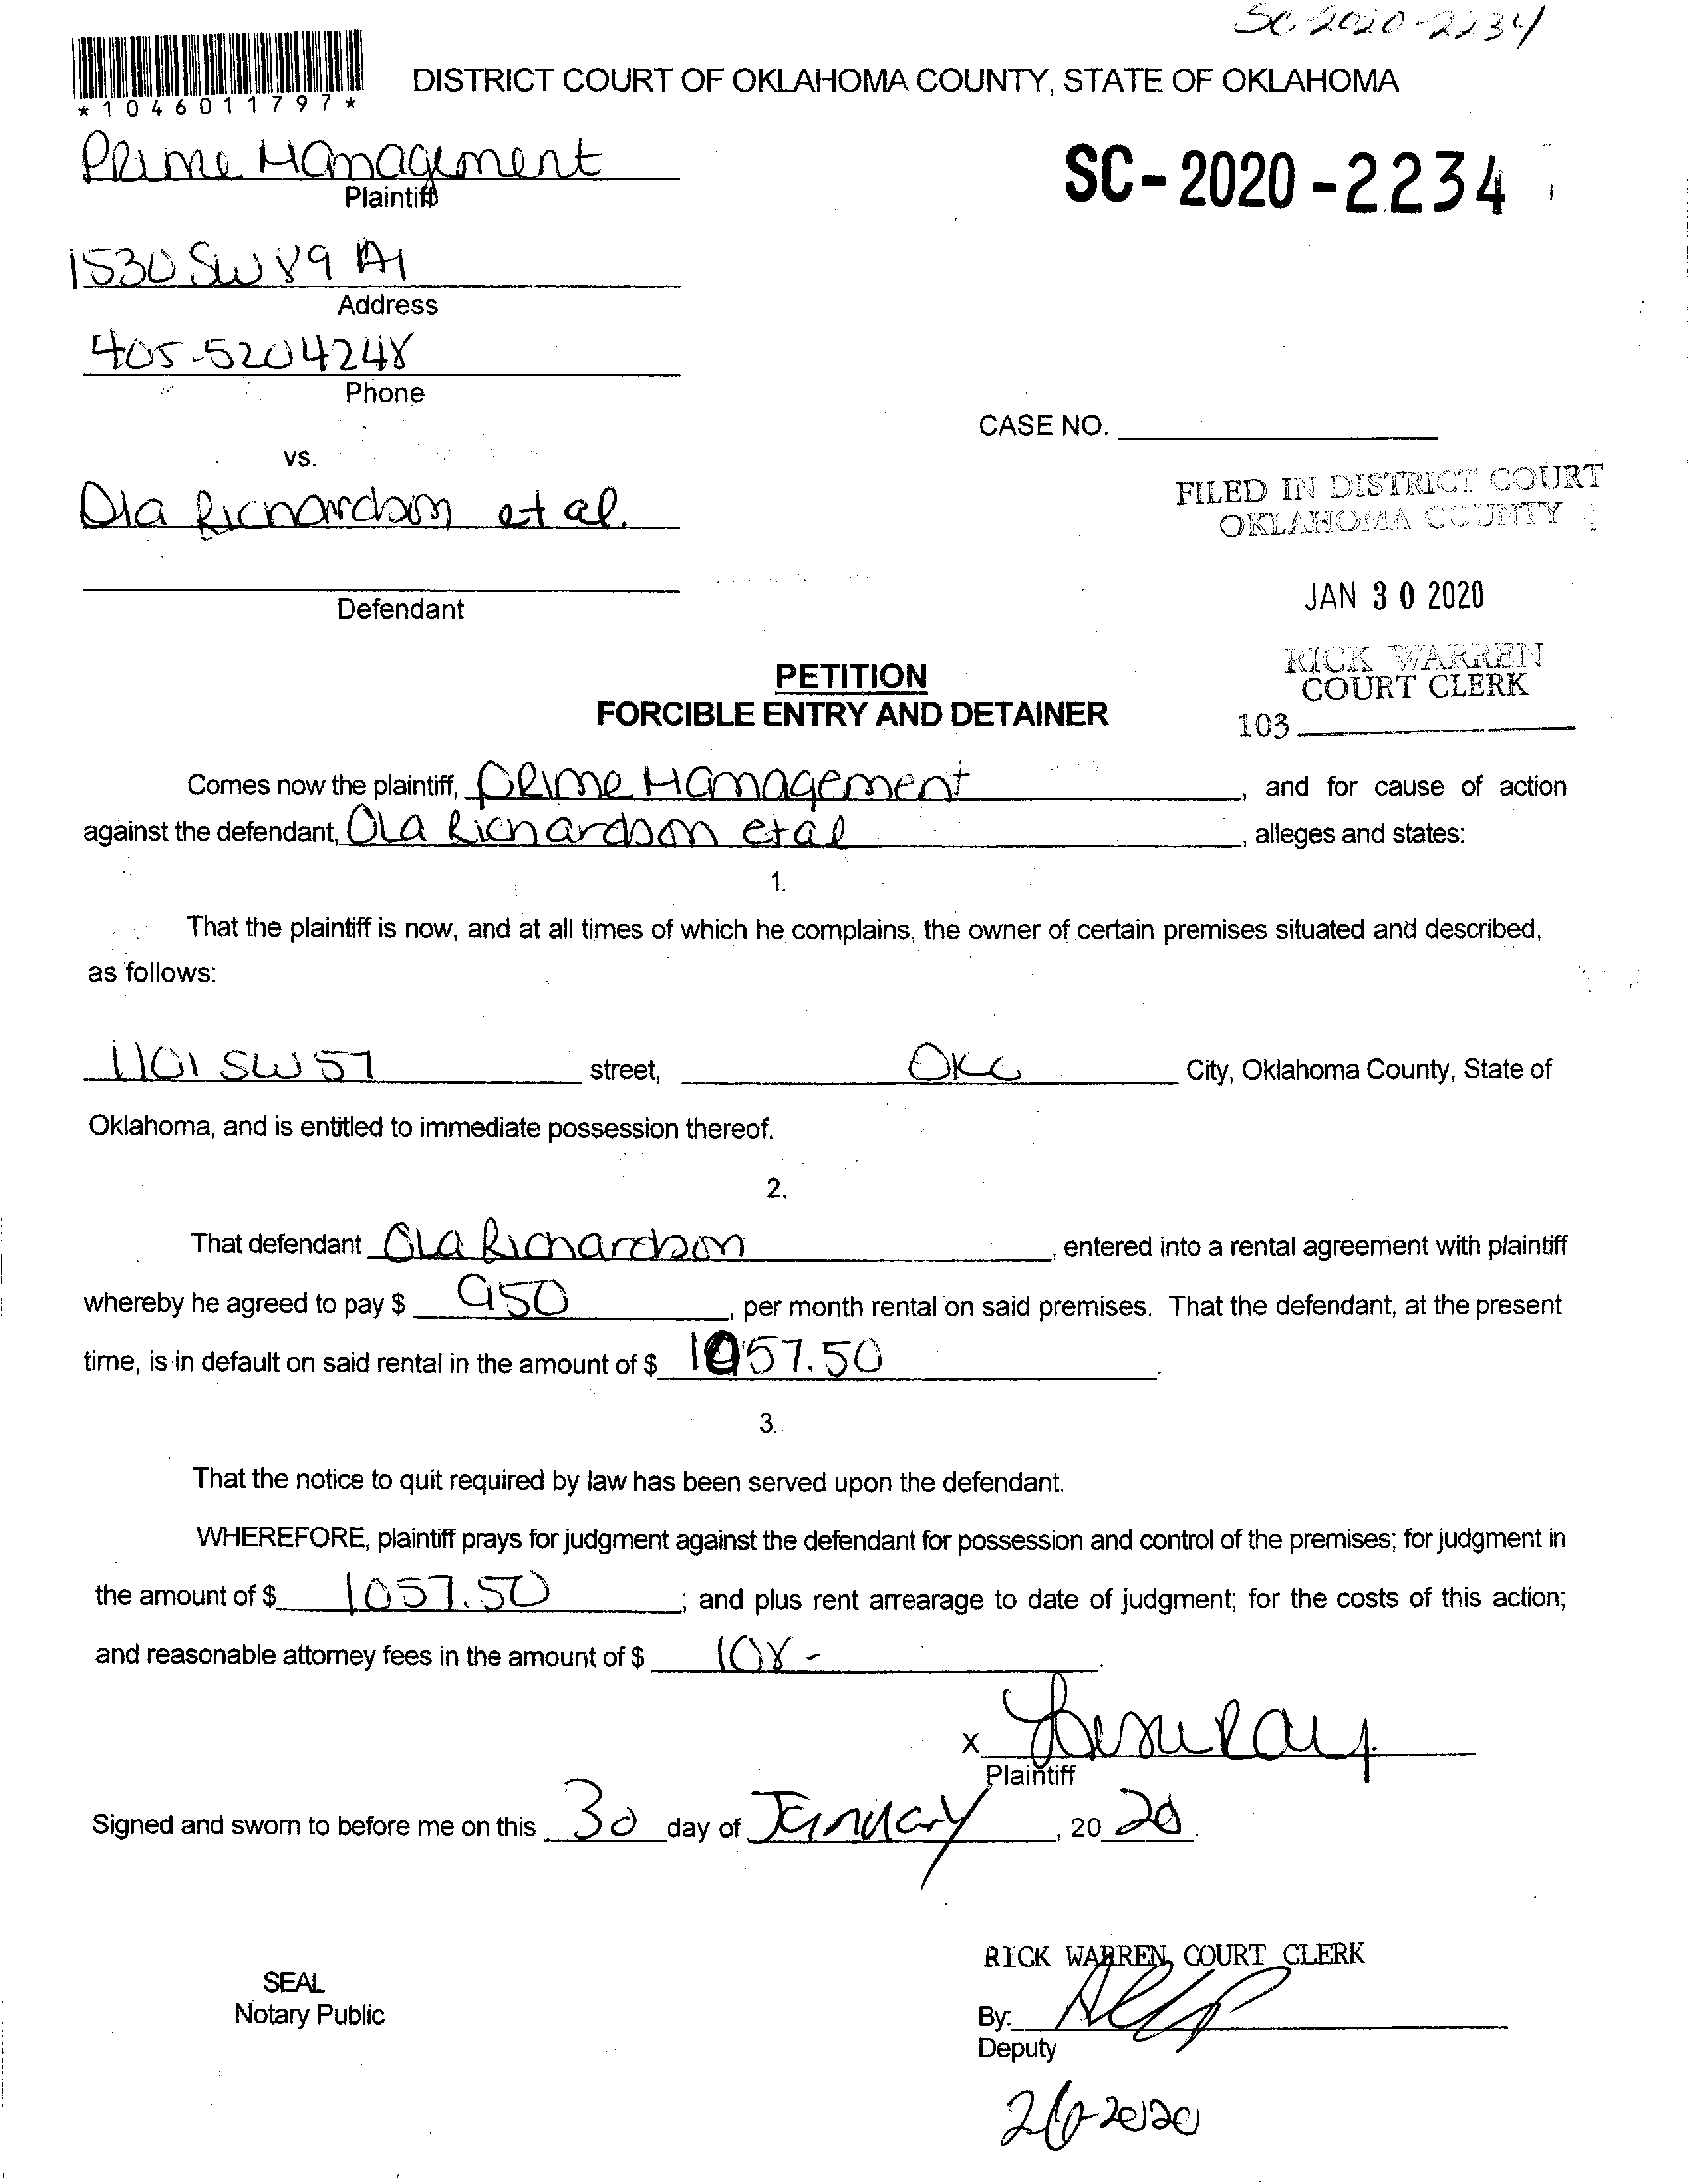 SC-2020-2234
*1046011797*
DISTRICT COURT OF OKLAHOMA COUNTY, STATE OF OKLAHOMA
Prime Management
Plaintiff
SC-2020-2234
1530 SW 89 A1
Address
405-5204248
Phone
CASE NO.
vs.
Ola Richardson et al.
FILED IN DISTRICT COURT
OKLAHOMA COUNTY
Defendant
JAN 30 2020
RICK WARREN
COURT CLERK
103
PETITION
FORCIBLE ENTRY AND DETAINER
Comes now the plaintiff, Prime Management, and for cause of action
against the defendant, Ola Richardson et al, alleges and states:
1.
That the plaintiff is now, and at all times of which he complains, the owner of certain premises situated and described,
as follows:
1101 SW 57 street, OKC City, Oklahoma County, State of
Oklahoma, and is entitled to immediate possession thereof.
2.
That defendant Ola Richardson, entered into a rental agreement with plaintiff
whereby he agreed to pay $ 950, per month rental on said premises. That the defendant, at the present
time, is in default on said rental in the amount of $ 1057.50.
3.
That the notice to quit required by law has been served upon the defendant.
WHEREFORE, plaintiff prays for judgment against the defendant for possession and control of the premises; for judgment in
the amount of $ 1057.50; and plus rent arrearage to date of judgment; for the costs of this action;
and reasonable attorney fees in the amount of $ 108-.
X
Plaintiff
Signed and sworn to before me on this 30 day of January, 2020.
RICK WARREN, COURT CLERK
SEAL
Notary Public
By:
Deputy